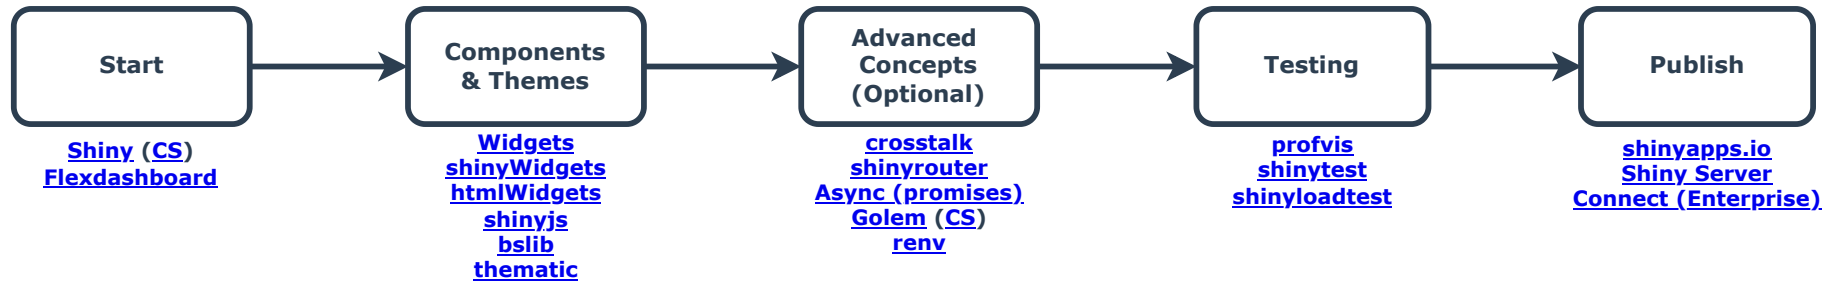 Start
Shiny (CS)
Flexdashboard
Components
& Themes
Widgets
shinyWidgets
htmlWidgets
shinyjs
bslib
thematic
Advanced
Concepts
(Optional)
crosstalk
shinyrouter
Async (promises)
Golem (CS)
renv
Testing
profvis
shinytest
shinyloadtest
Publish
shinyapps.io
Shiny Server
Connect (Enterprise)